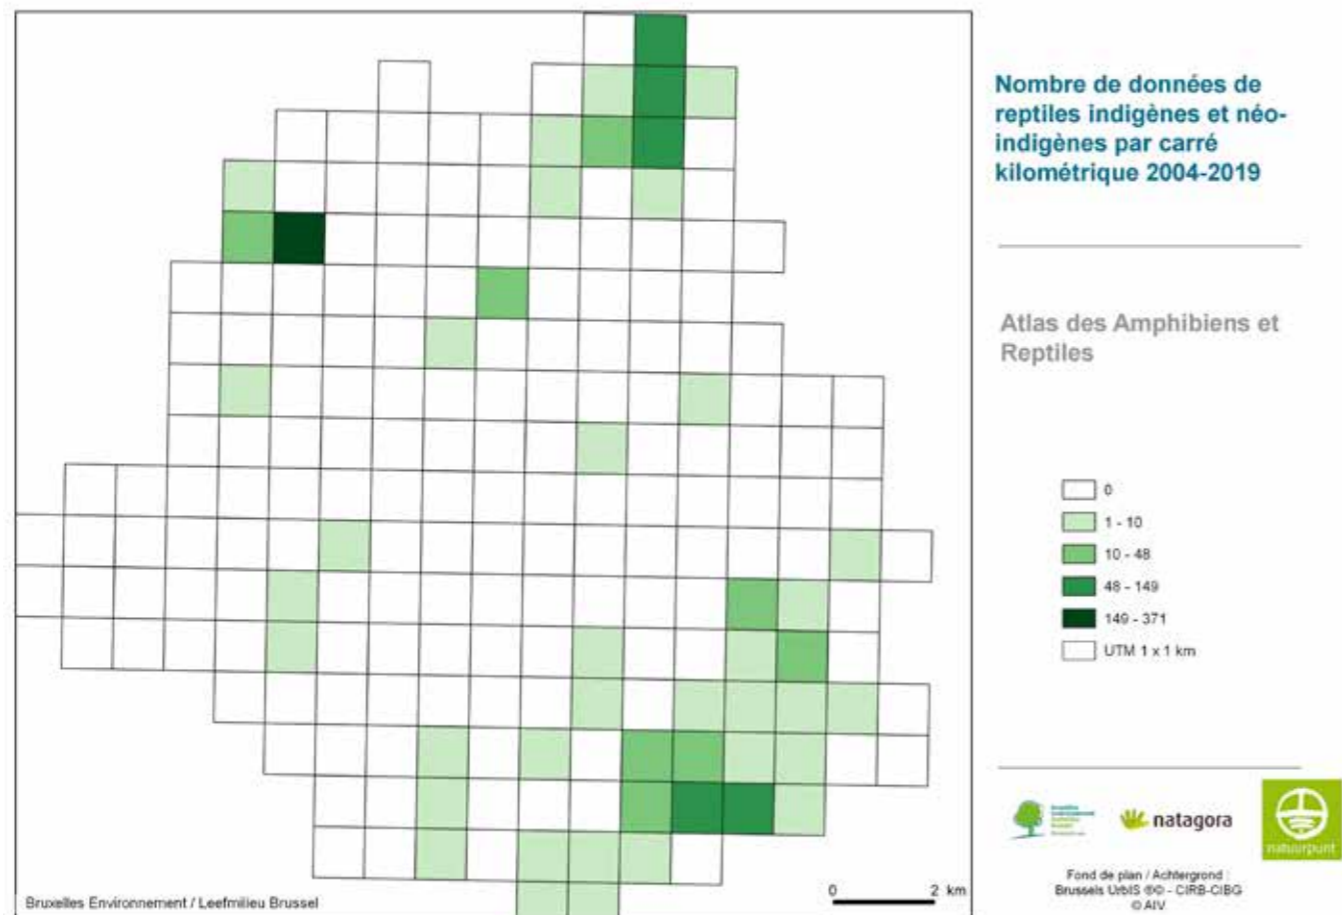 Nombre de données de
reptiles indigènes et néo-
indigènes par carré
kilométrique 2004-2019
Atlas des Amphibiens et
Reptiles
0
1 - 10
10 - 48
48 - 149
149 - 371
UTM 1 x 1 km
natagora
natuurpunt
Fond de plan / Achtergrond :
Brussels UrbIS ®© - CIRB-CIBG
© AIV
0 2 km
Bruxelles Environnement / Leefmilieu Brussel